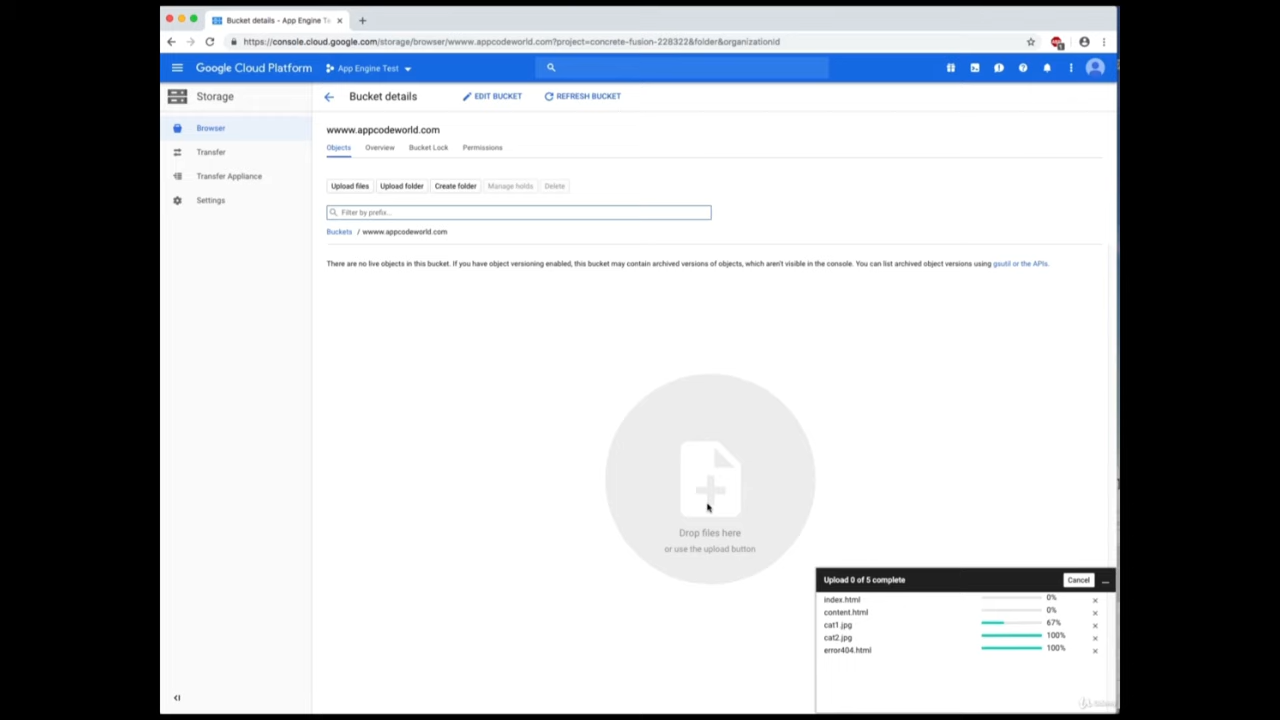 Bucket details - App Engine Te
https://console.cloud.google.com/storage/browser/wwww.appcodeworld.com?project=concrete-fusion-228322&folder&organizationId
Google Cloud Platform
App Engine Test
Storage
Bucket details
EDIT BUCKET
REFRESH BUCKET
Browser
Transfer
Transfer Appliance
Settings
wwww.appcodeworld.com
Objects Overview Bucket Lock Permissions
Upload files Upload folder Create folder Manage holds Delete
Filter by prefix...
Buckets / wwww.appcodeworld.com
There are no live objects in this bucket. If you have object versioning enabled, this bucket may contain archived versions of objects, which aren't visible in the console. You can list archived object versions using gsutil or the APIs.
Drop files here
or use the upload button
Upload 0 of 5 complete
Cancel
index.html 0%
content.html 0%
cat1.jpg 67%
cat2.jpg 100%
error404.html 100%